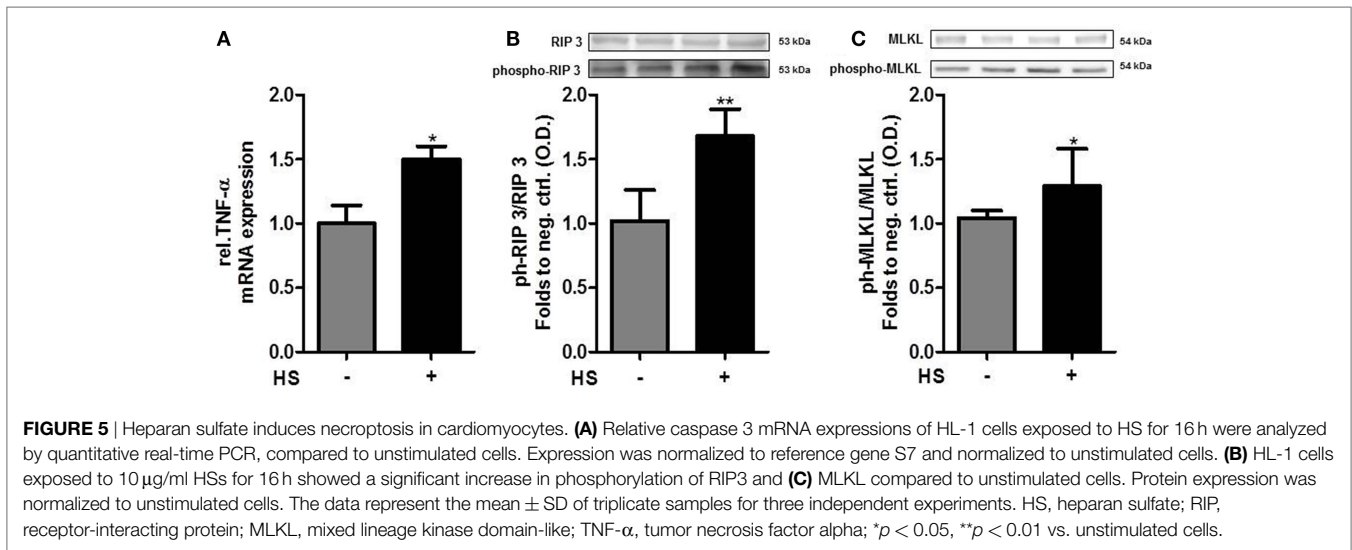 A
B
C
RIP 3
53 kDa
phospho-RIP 3
53 kDa
MLKL
54 kDa
phospho-MLKL
54 kDa
rel.TNF-α
mRNA expression
2.0
1.5
1.0
0.5
0.0
*
HS - +
ph-RIP 3/RIP 3
Folds to neg. ctrl. (O.D.)
2.0
1.5
1.0
0.5
0.0
**
HS - +
ph-MLKL/MLKL
Folds to neg. ctrl. (O.D.)
2.0
1.5
1.0
0.5
0.0
*
HS - +
FIGURE 5 | Heparan sulfate induces necroptosis in cardiomyocytes. (A) Relative caspase 3 mRNA expressions of HL-1 cells exposed to HS for 16 h were analyzed
by quantitative real-time PCR, compared to unstimulated cells. Expression was normalized to reference gene S7 and normalized to unstimulated cells. (B) HL-1 cells
exposed to 10 μg/ml HSs for 16 h showed a significant increase in phosphorylation of RIP3 and (C) MLKL compared to unstimulated cells. Protein expression was
normalized to unstimulated cells. The data represent the mean ± SD of triplicate samples for three independent experiments. HS, heparan sulfate; RIP,
receptor-interacting protein; MLKL, mixed lineage kinase domain-like; TNF-α, tumor necrosis factor alpha; *p < 0.05, **p < 0.01 vs. unstimulated cells.